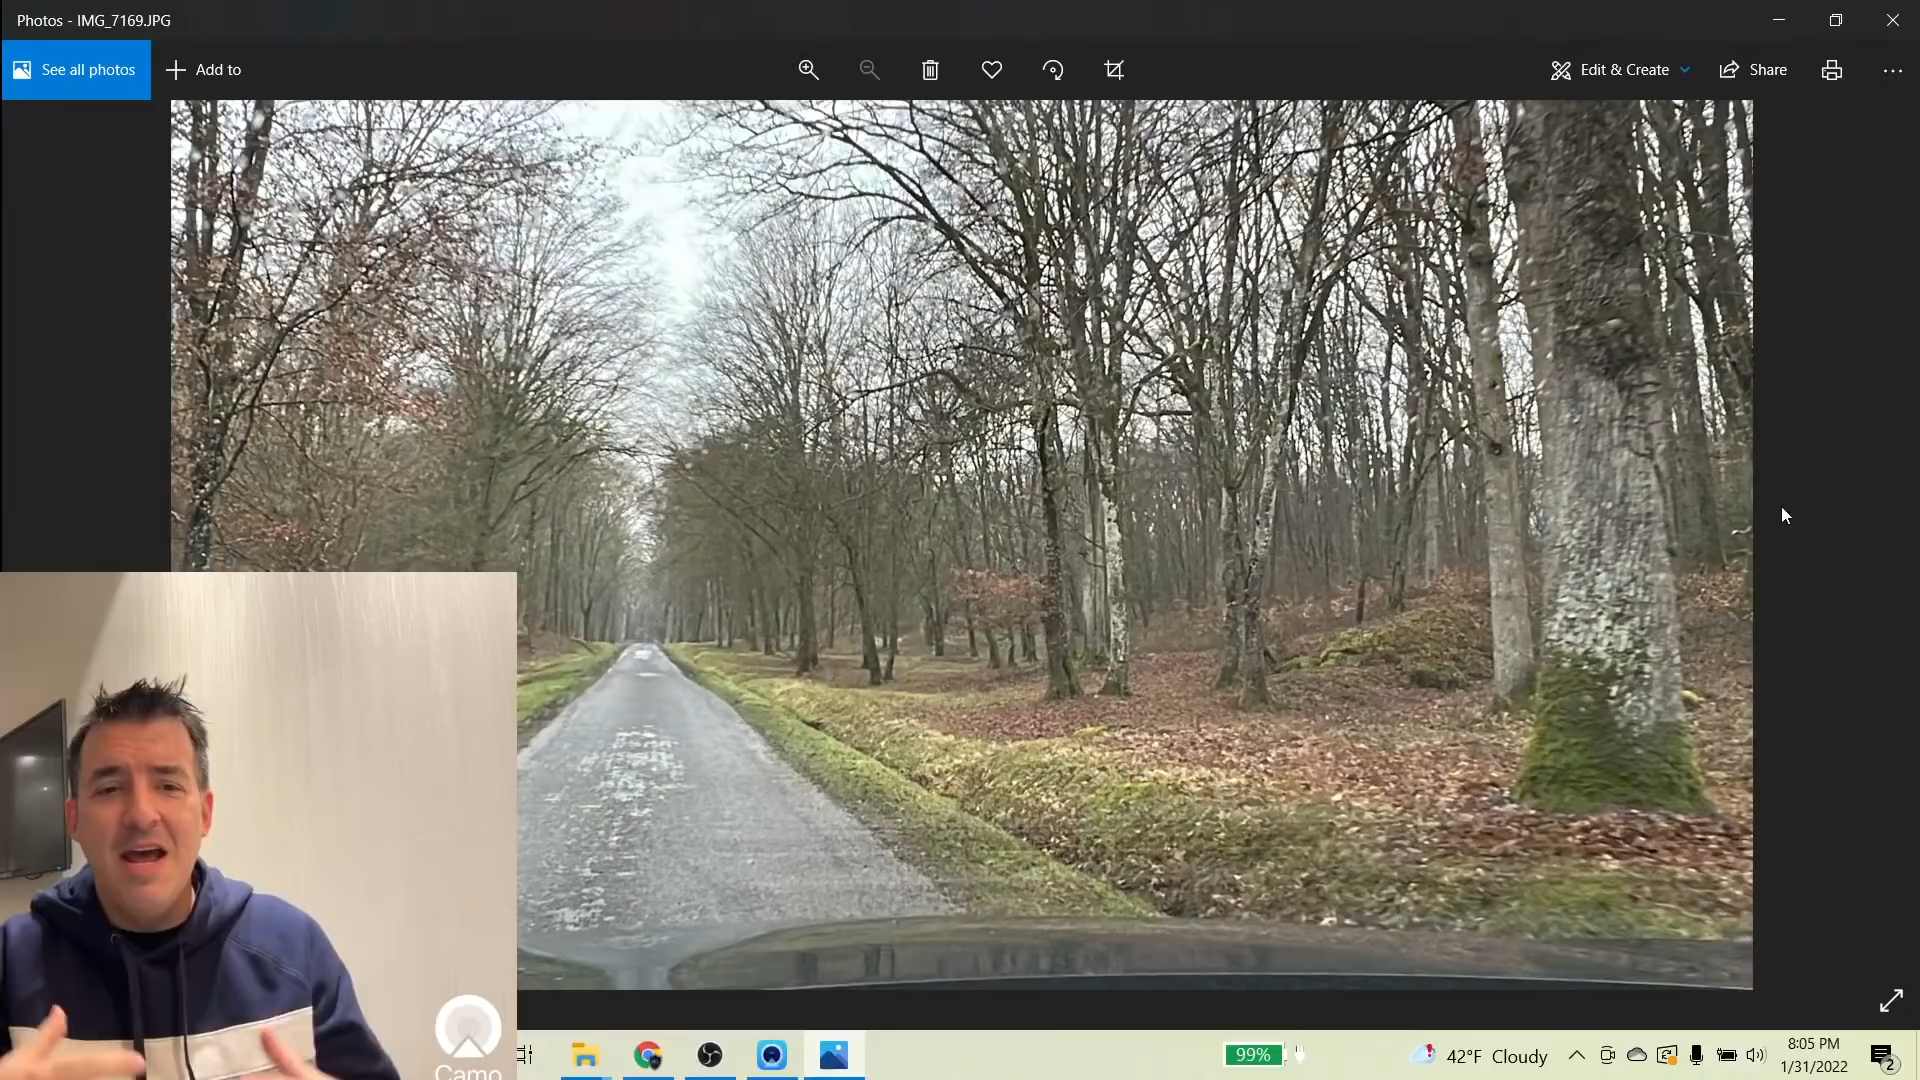 Photos - IMG_7169.JPG
See all photos
Add to
Edit & Create
Share
Camo
99%
42°F Cloudy
8:05 PM
1/31/2022
2